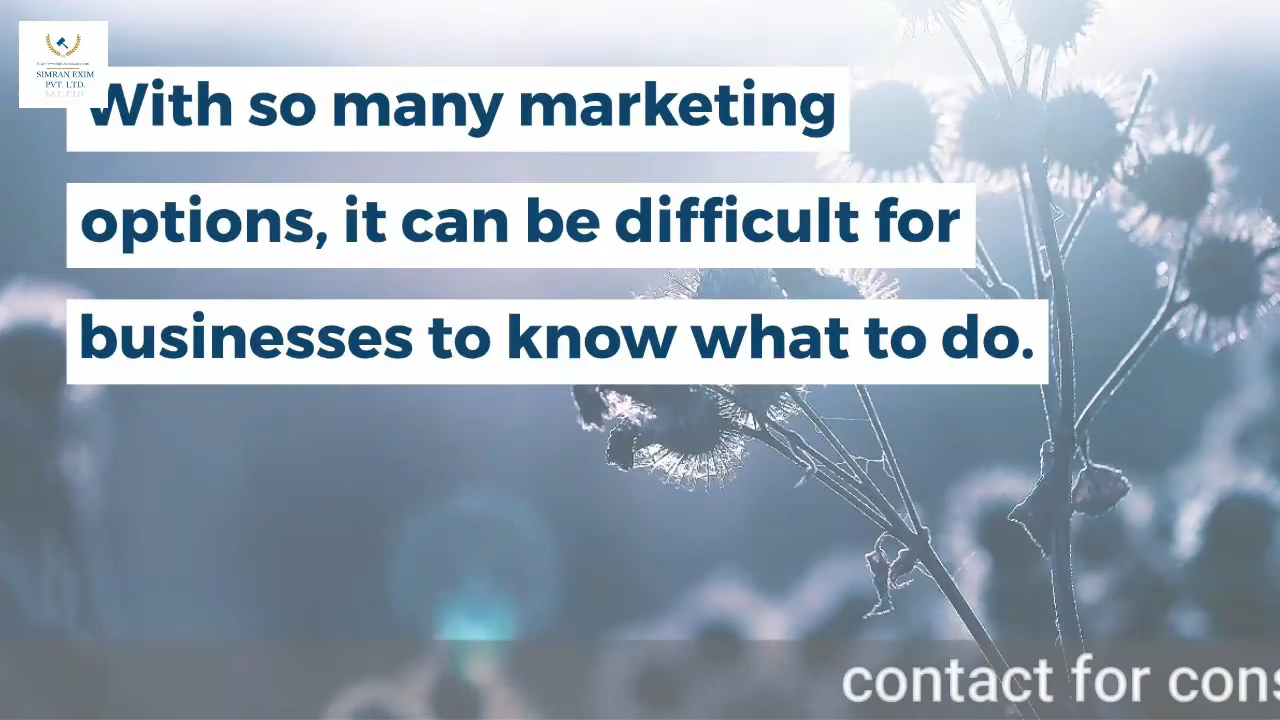 SIMRAN EXIM
PVT. LTD.
With so many marketing
options, it can be difficult for
businesses to know what to do.
contact for cons